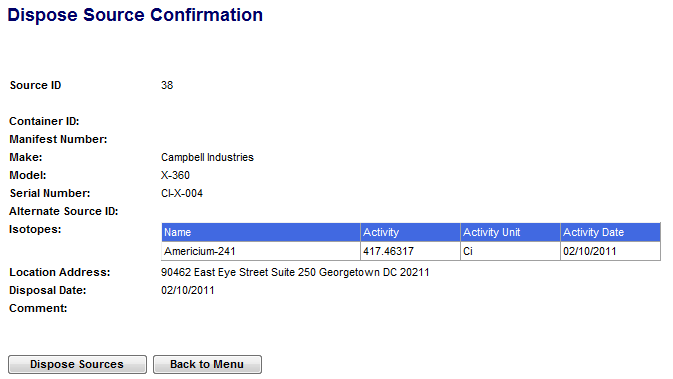 Dispose Source Confirmation
Source ID 38
Container ID:
Manifest Number:
Make: Campbell Industries
Model: X-360
Serial Number: CI-X-004
Alternate Source ID:
Isotopes: Name Activity Activity Unit Activity Date
Americium-241 417.46317 Ci 02/10/2011
Location Address: 90462 East Eye Street Suite 250 Georgetown DC 20211
Disposal Date: 02/10/2011
Comment:
Dispose Sources Back to Menu